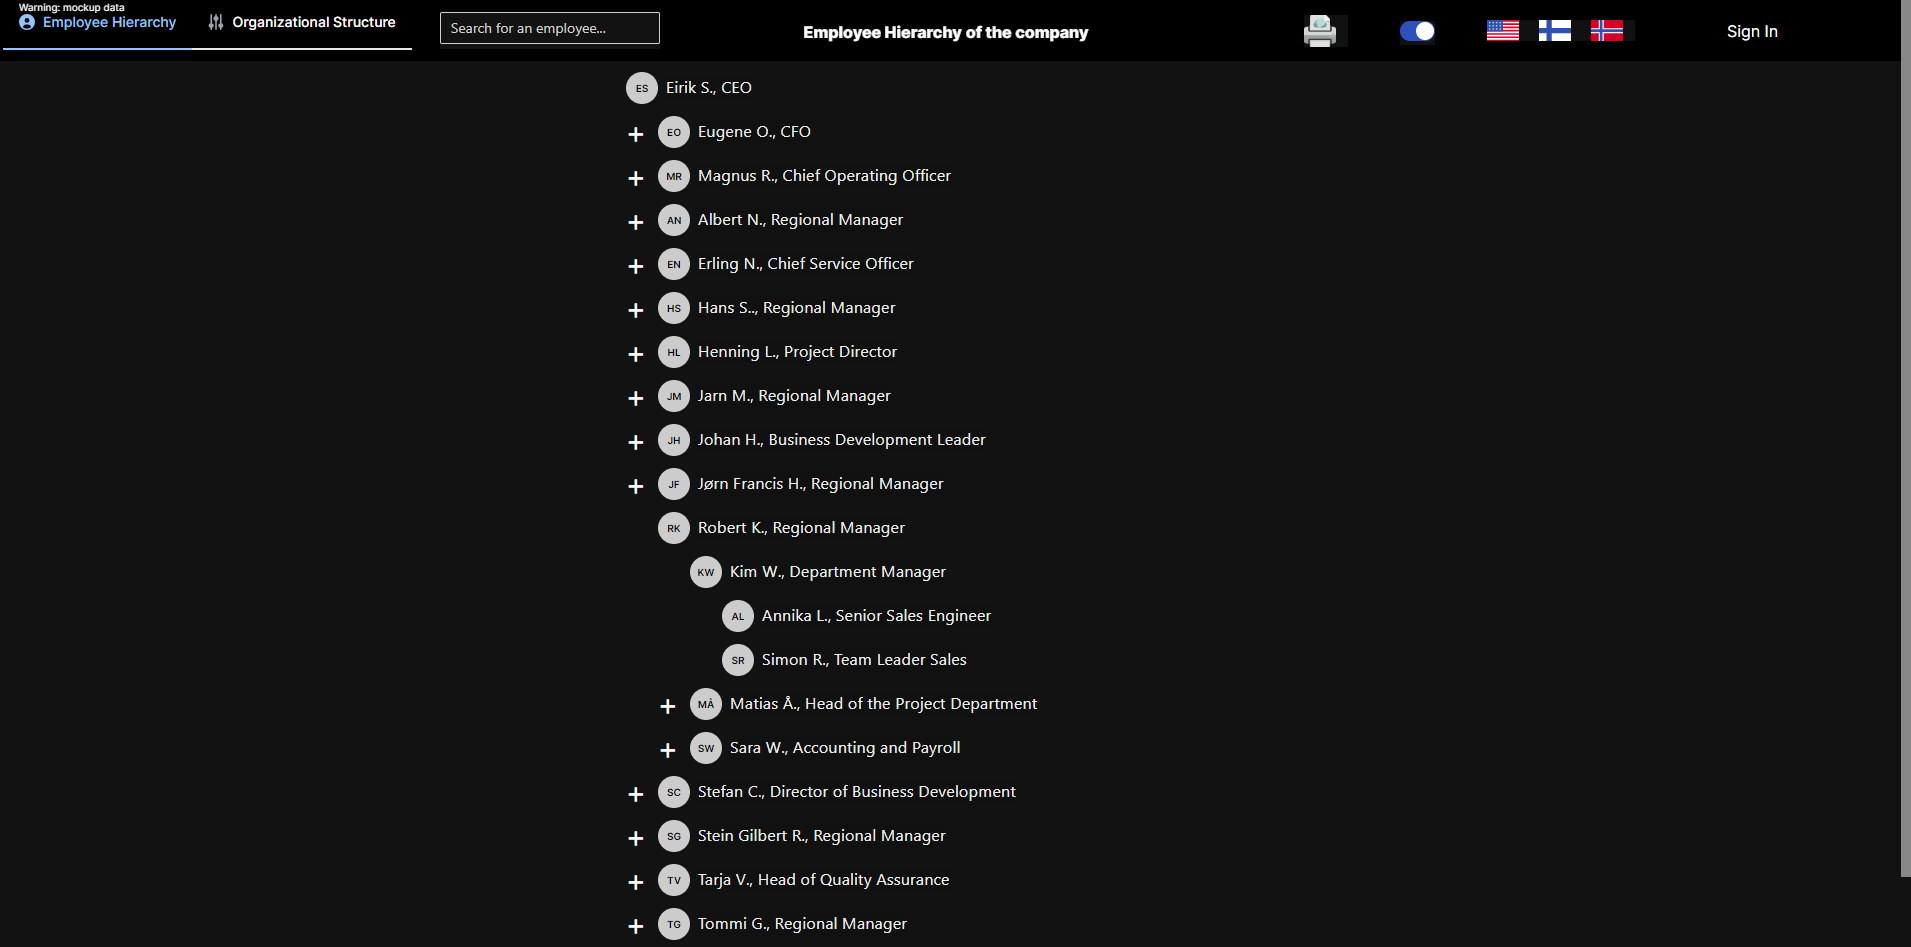 Warning: mockup data
Employee Hierarchy
Organizational Structure
Search for an employee...
Employee Hierarchy of the company
Sign In
ES Eirik S., CEO
EO Eugene O., CFO
MR Magnus R., Chief Operating Officer
AN Albert N., Regional Manager
EN Erling N., Chief Service Officer
HS Hans S.., Regional Manager
HL Henning L., Project Director
JM Jarn M., Regional Manager
JH Johan H., Business Development Leader
JF Jørn Francis H., Regional Manager
RK Robert K., Regional Manager
KW Kim W., Department Manager
AL Annika L., Senior Sales Engineer
SR Simon R., Team Leader Sales
MÅ Matias Å., Head of the Project Department
SW Sara W., Accounting and Payroll
SC Stefan C., Director of Business Development
SG Stein Gilbert R., Regional Manager
TV Tarja V., Head of Quality Assurance
TG Tommi G., Regional Manager